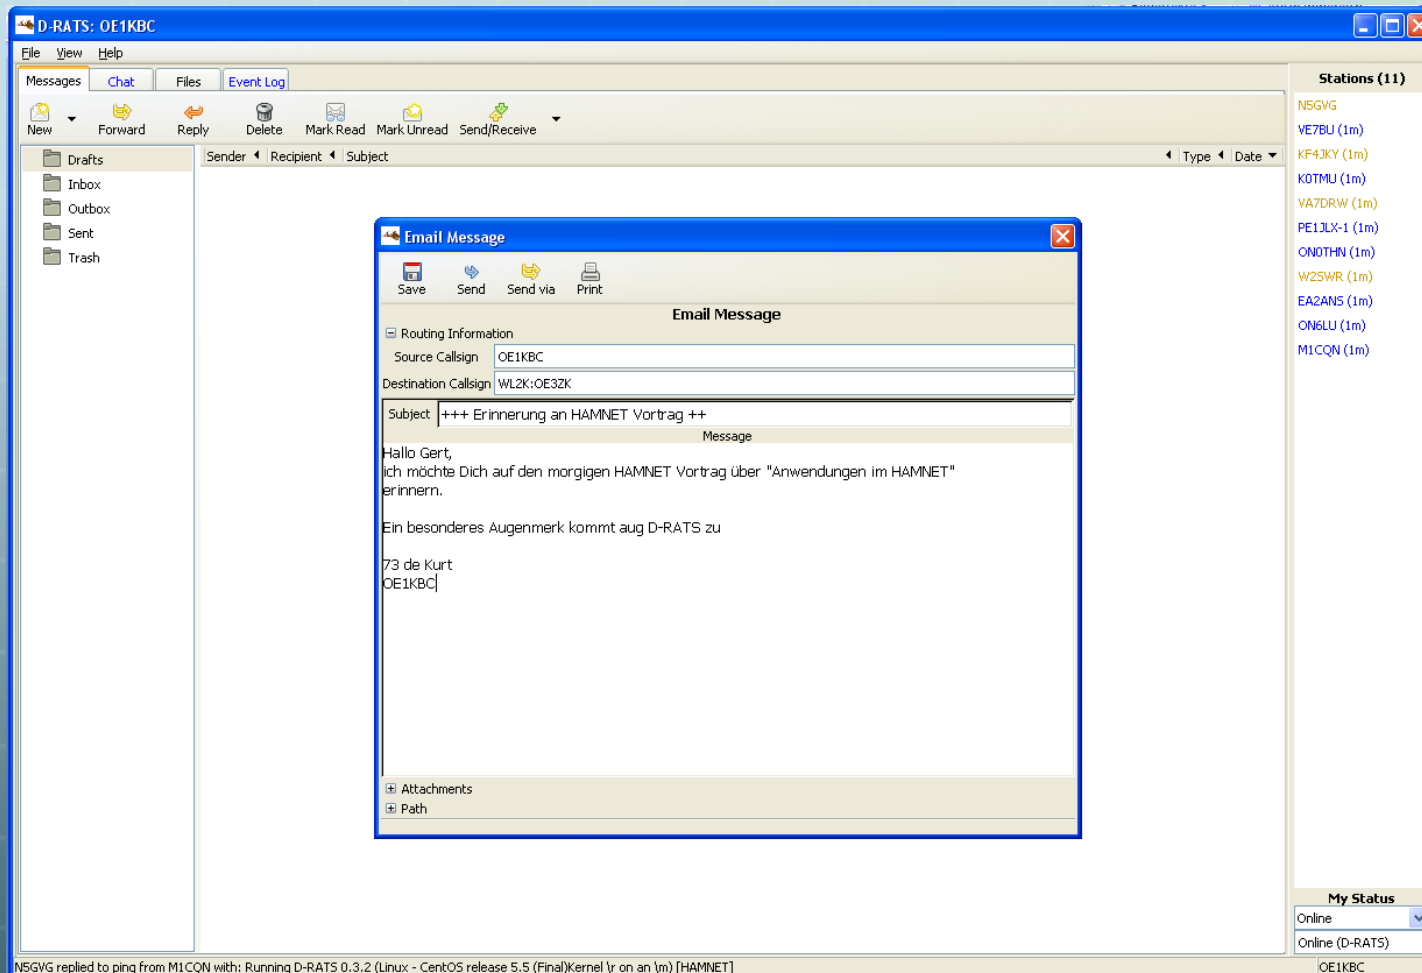 D-RATS: OE1KBC
File View Help
Messages Chat Files Event Log
New Forward Reply Delete Mark Read Mark Unread Send/Receive
Drafts
Inbox
Outbox
Sent
Trash
Sender Recipient Subject Type Date
Email Message
Save Send Send via Print
Email Message
Routing Information
Source Callsign OE1KBC
Destination Callsign WL2K:OE3ZK
Subject +++ Erinnerung an HAMNET Vortrag ++
Message
Hallo Gert,
ich möchte Dich auf den morgigen HAMNET Vortrag über "Anwendungen im HAMNET"
erinnern.
Ein besonderes Augenmerk kommt aug D-RATS zu
73 de Kurt
OE1KBC
Attachments
Path
Stations (11)
N5GVG
VE7BU (1m)
KF4JKY (1m)
K0TMU (1m)
VA7DRW (1m)
PE1JLX-1 (1m)
ON0THN (1m)
W2SWR (1m)
EA2ANS (1m)
ON6LU (1m)
M1CQN (1m)
My Status
Online
Online (D-RATS)
N5GVG replied to ping from M1CQN with: Running D-RATS 0.3.2 (Linux - CentOS release 5.5 (Final)Kernel \r on an \m) [HAMNET]
OE1KBC